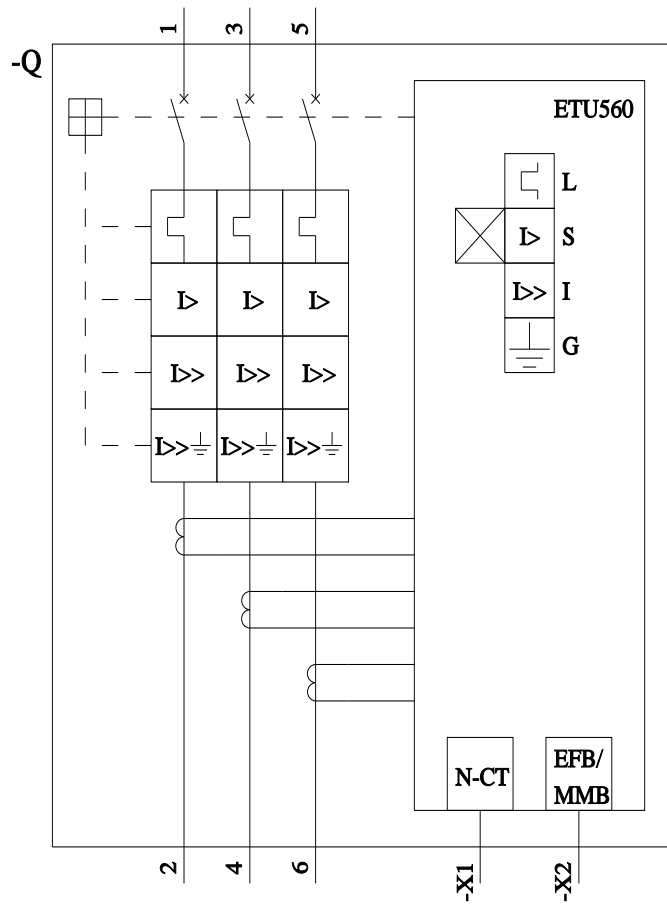 1 3 5
-Q
ETU560
L
I> S
I>> I
G
I> I> I>
I>> I>> I>>
I>> I>> I>>
N-CT
EFB/
MMB
2 4 6
-X1 -X2